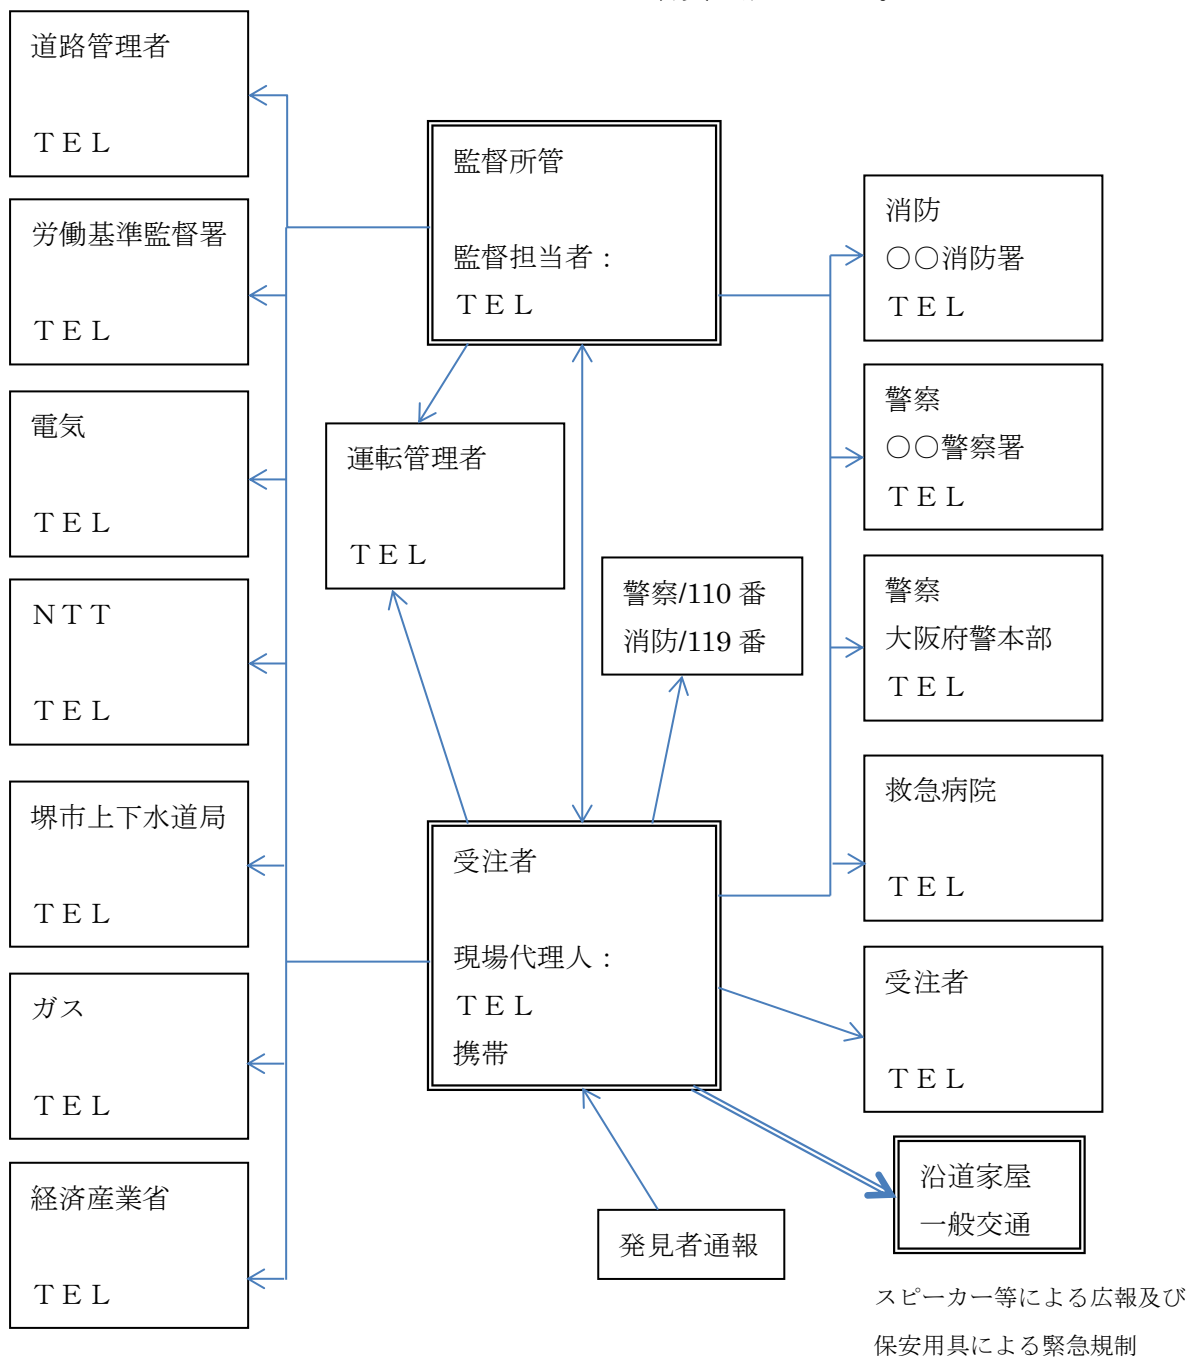 道路管理者
ＴＥＬ
労働基準監督署
ＴＥＬ
電気
ＴＥＬ
ＮＴＴ
ＴＥＬ
堺市上下水道局
ＴＥＬ
ガス
ＴＥＬ
経済産業省
ＴＥＬ
監督所管
監督担当者：
ＴＥＬ
運転管理者
ＴＥＬ
警察/110 番
消防/119 番
受注者
現場代理人：
ＴＥＬ
携帯
発見者通報
消防
○○消防署
ＴＥＬ
警察
○○警察署
ＴＥＬ
警察
大阪府警本部
ＴＥＬ
救急病院
ＴＥＬ
受注者
ＴＥＬ
沿道家屋
一般交通
スピーカー等による広報及び
保安用具による緊急規制